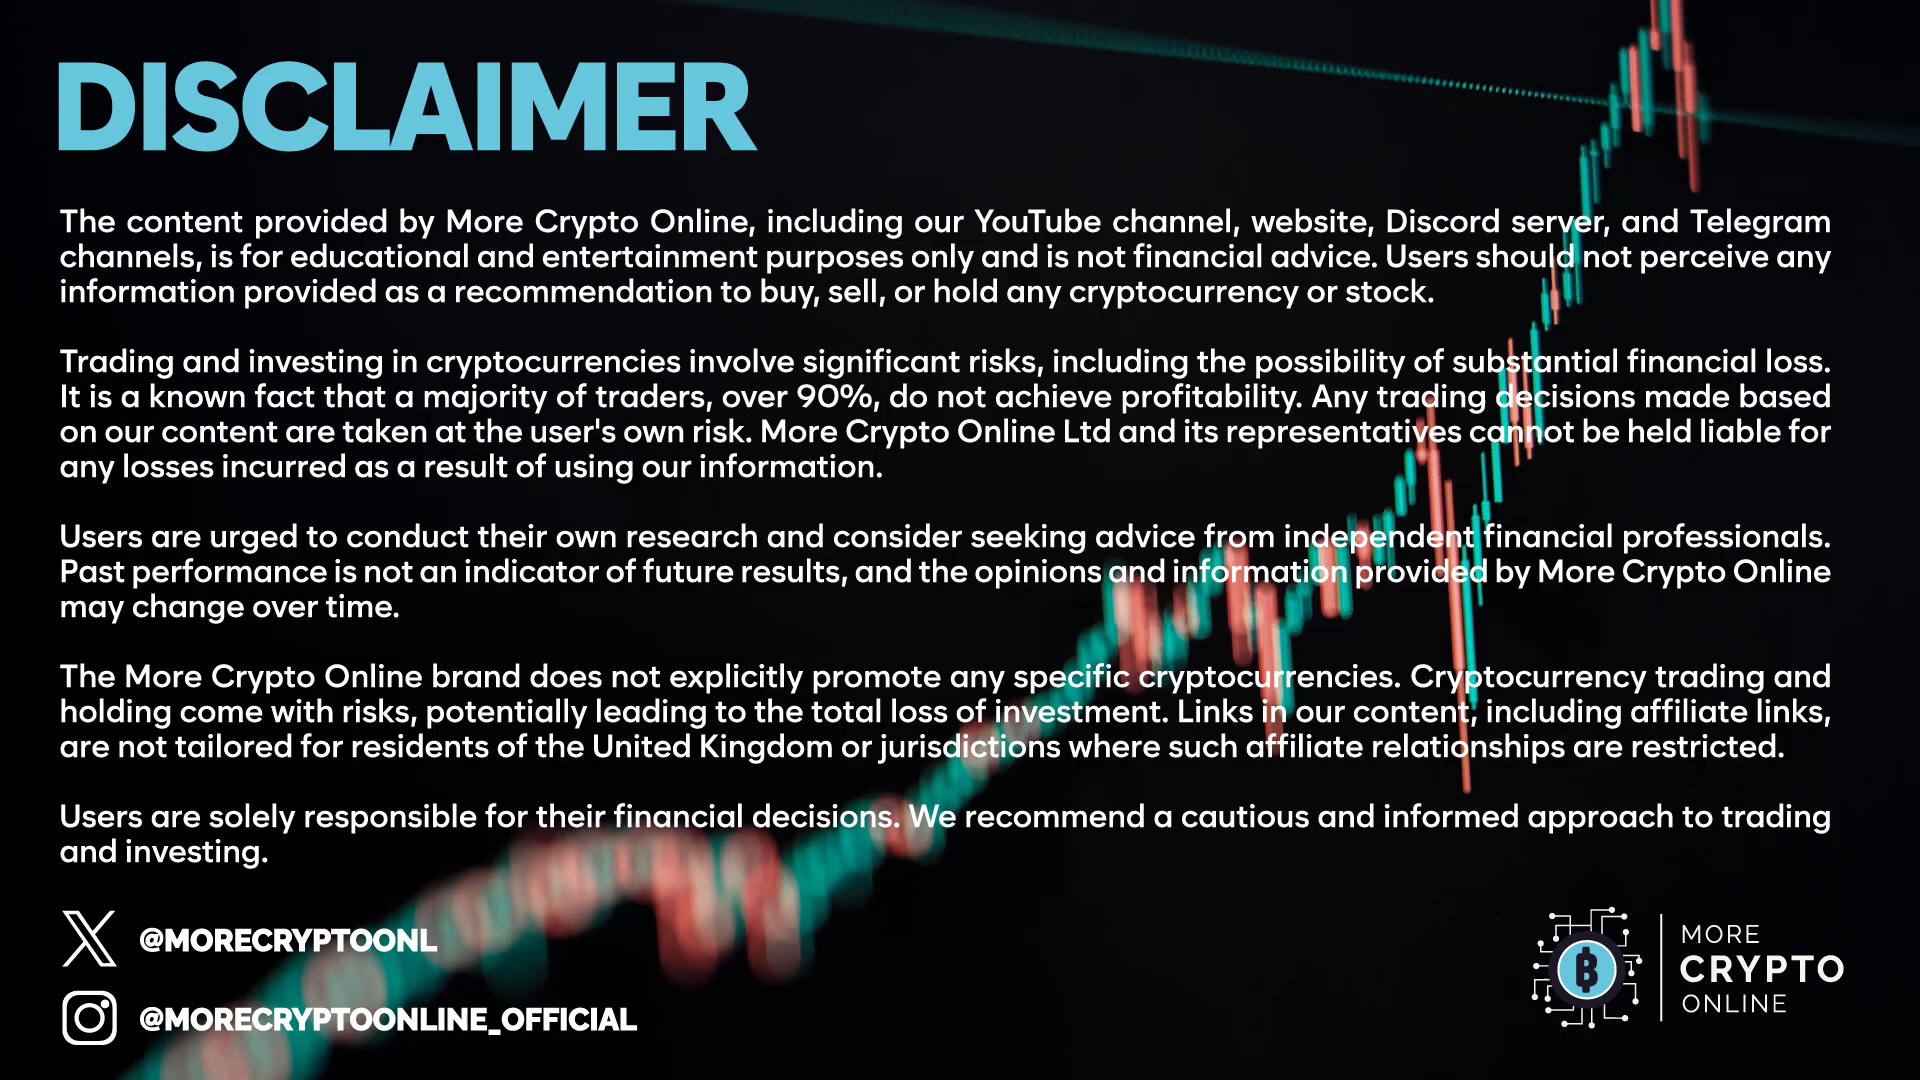 DISCLAIMER
The content provided by More Crypto Online, including our YouTube channel, website, Discord server, and Telegram
channels, is for educational and entertainment purposes only and is not financial advice. Users should not perceive any
information provided as a recommendation to buy, sell, or hold any cryptocurrency or stock.
Trading and investing in cryptocurrencies involve significant risks, including the possibility of substantial financial loss.
It is a known fact that a majority of traders, over 90%, do not achieve profitability. Any trading decisions made based
on our content are taken at the user's own risk. More Crypto Online Ltd and its representatives cannot be held liable for
any losses incurred as a result of using our information.
Users are urged to conduct their own research and consider seeking advice from independent financial professionals.
Past performance is not an indicator of future results, and the opinions and information provided by More Crypto Online
may change over time.
The More Crypto Online brand does not explicitly promote any specific cryptocurrencies. Cryptocurrency trading and
holding come with risks, potentially leading to the total loss of investment. Links in our content, including affiliate links,
are not tailored for residents of the United Kingdom or jurisdictions where such affiliate relationships are restricted.
Users are solely responsible for their financial decisions. We recommend a cautious and informed approach to trading
and investing.
@MORECRYPTOONL
@MORECRYPTOONLINE_OFFICIAL
MORE
CRYPTO
ONLINE